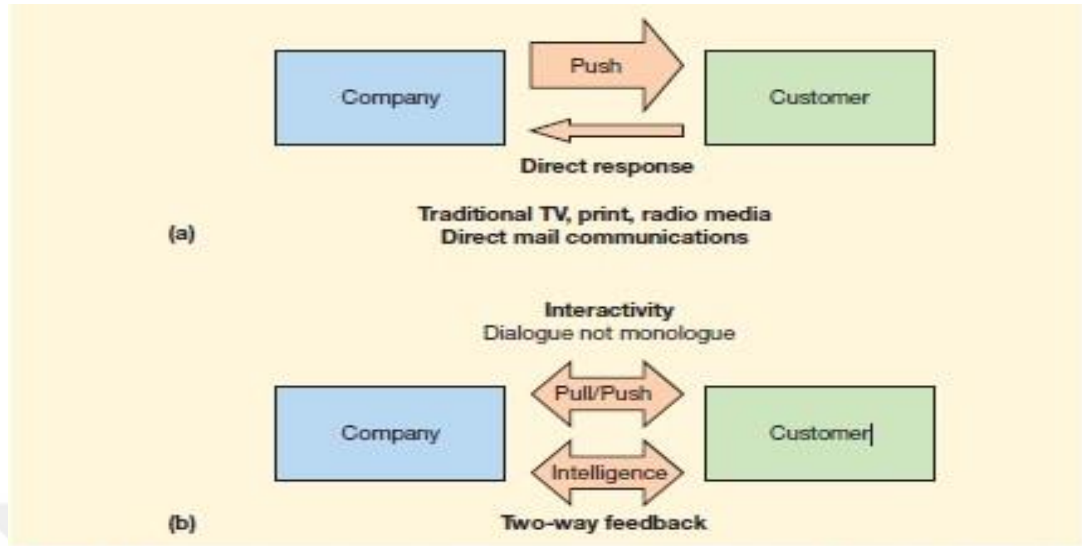 Company
Push
Customer
Direct response
(a)
Traditional TV, print, radio media
Direct mail communications
Interactivity
Dialogue not monologue
Company
Pull/Push
Customer
Intelligence
(b)
Two-way feedback